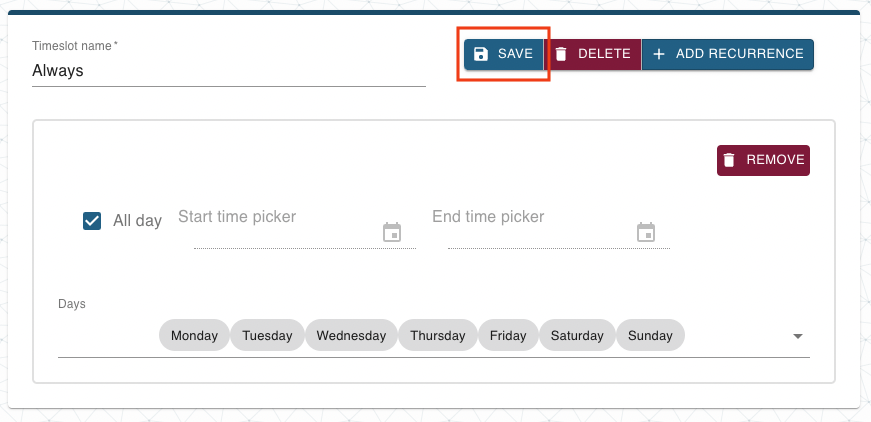 Timeslot name*
Always
SAVE DELETE ADD RECURRENCE
REMOVE
All day Start time picker End time picker
Days
Monday Tuesday Wednesday Thursday Friday Saturday Sunday